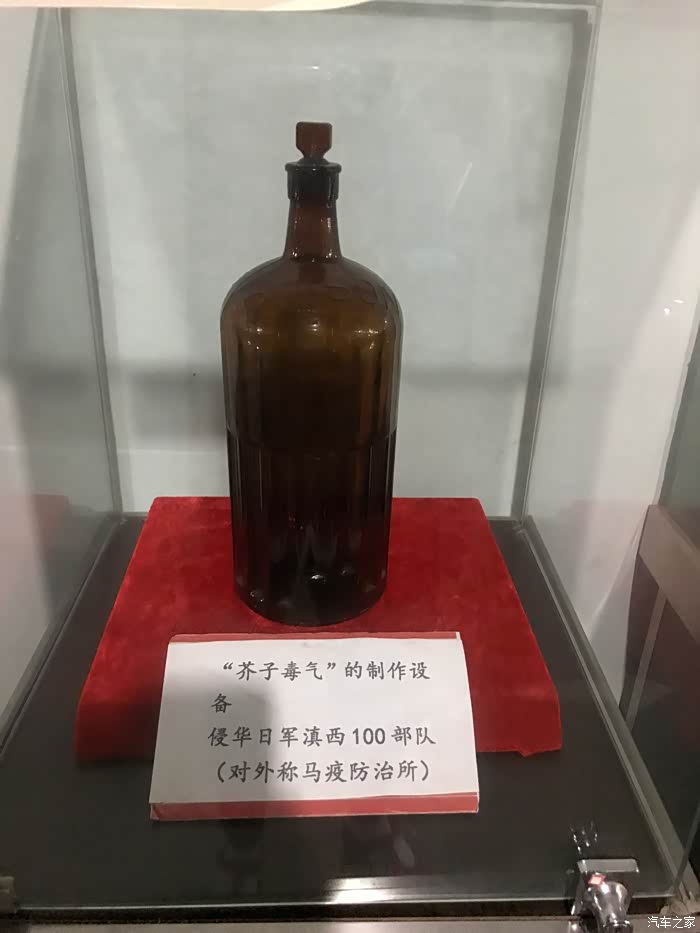 “芥子毒气”的制作设
备
侵华日军滇西100部队
（对外称马疫防治所）
汽车之家